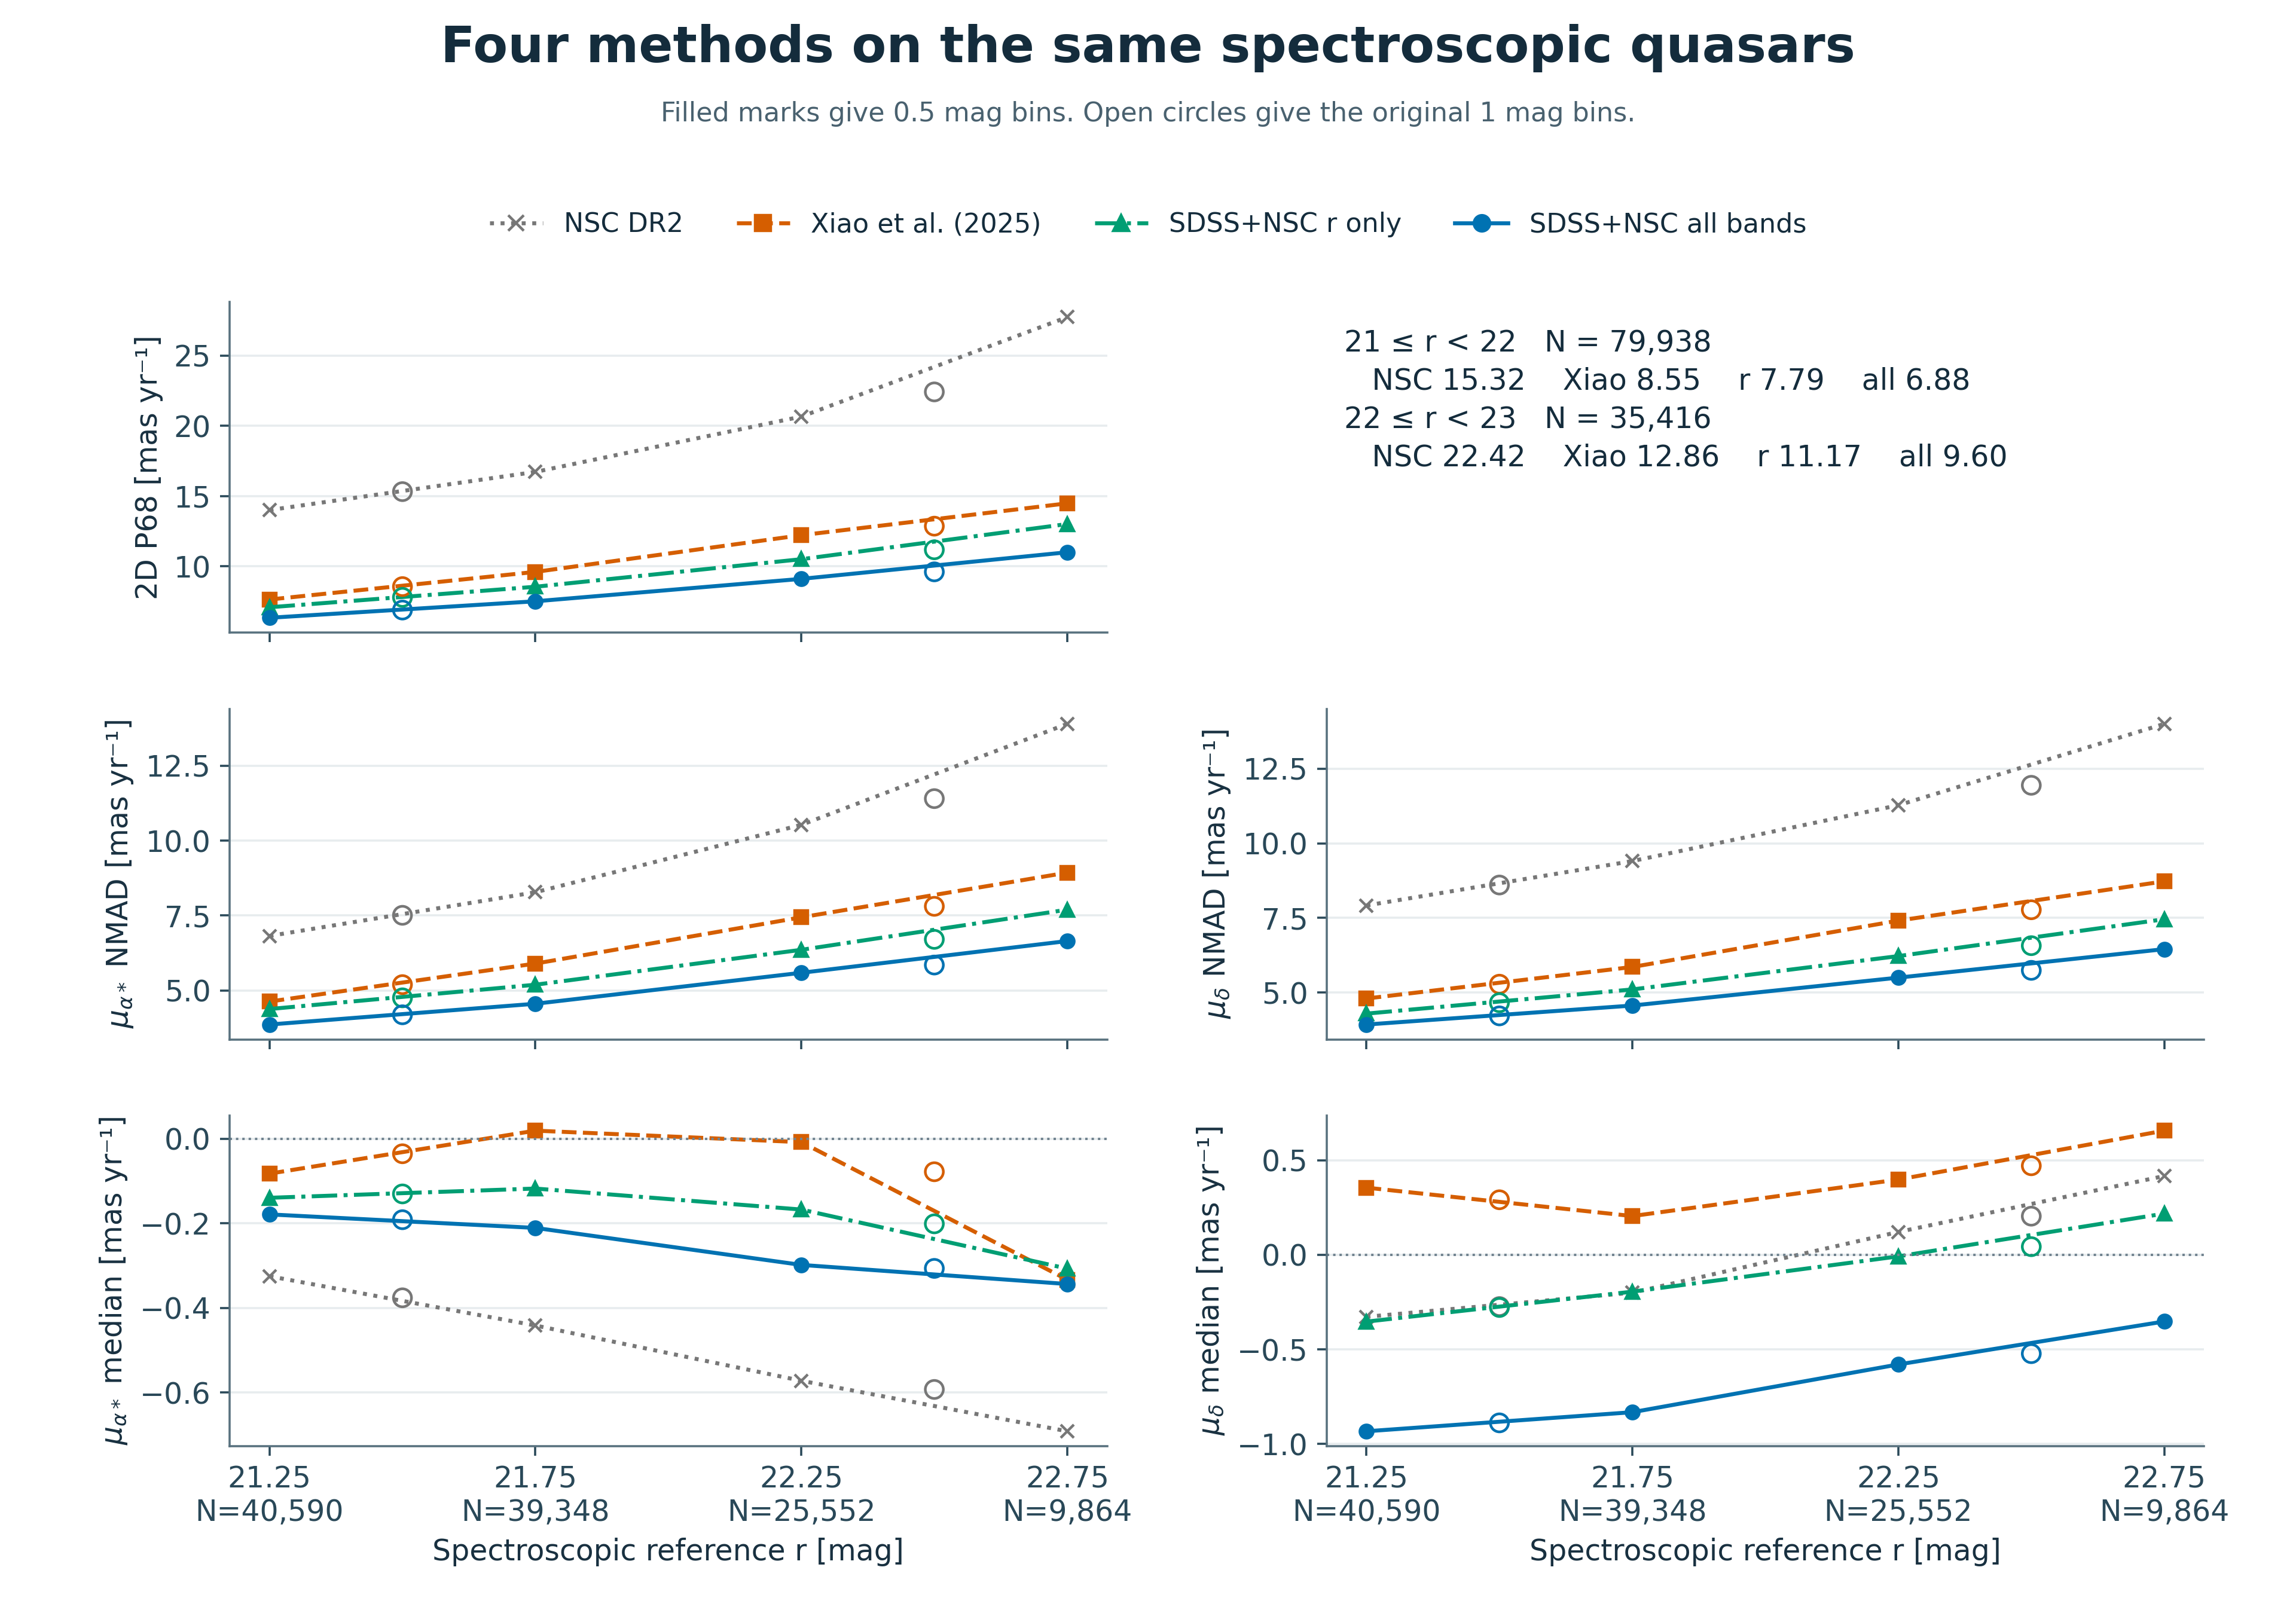 Four methods on the same spectroscopic quasars
Filled marks give 0.5 mag bins. Open circles give the original 1 mag bins.
NSC DR2
Xiao et al. (2025)
SDSS+NSC r only
SDSS+NSC all bands
2D P68 [mas yr⁻¹]
25
20
15
10
21 ≤ r < 22 N = 79,938
NSC 15.32 Xiao 8.55 r 7.79 all 6.88
22 ≤ r < 23 N = 35,416
NSC 22.42 Xiao 12.86 r 11.17 all 9.60
μα* NMAD [mas yr⁻¹]
12.5
10.0
7.5
5.0
μδ NMAD [mas yr⁻¹]
12.5
10.0
7.5
5.0
μα* median [mas yr⁻¹]
0.0
−0.2
−0.4
−0.6
21.25 21.75 22.25 22.75
N=40,590 N=39,348 N=25,552 N=9,864
Spectroscopic reference r [mag]
μδ median [mas yr⁻¹]
0.5
0.0
−0.5
−1.0
21.25 21.75 22.25 22.75
N=40,590 N=39,348 N=25,552 N=9,864
Spectroscopic reference r [mag]